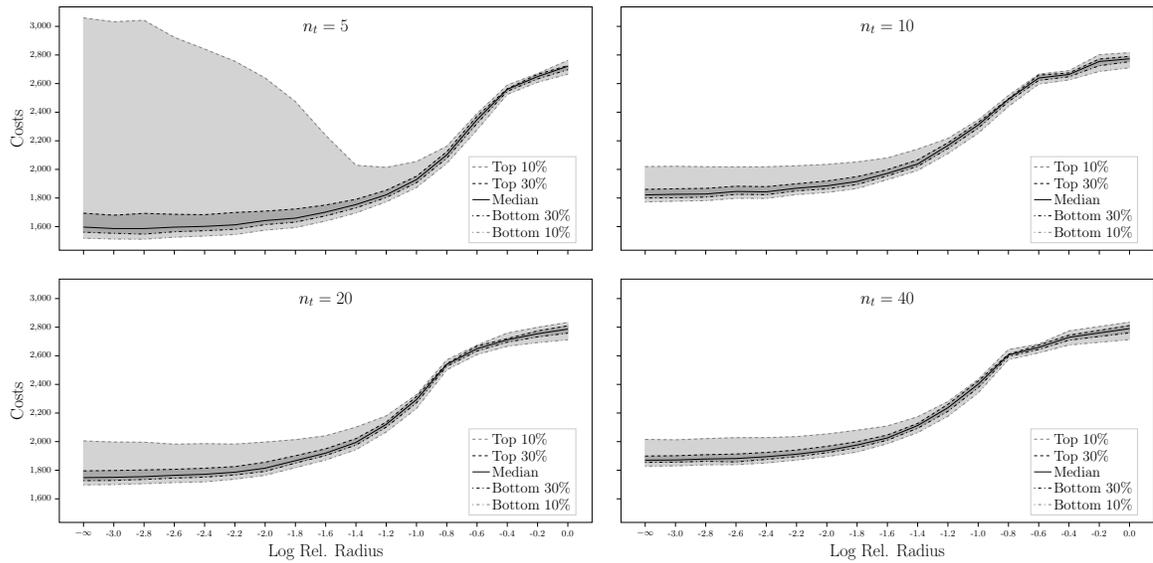 n_t = 5
n_t = 10
3,000
2,800
2,600
2,400
2,200
2,000
1,800
1,600
Costs
Top 10%
Top 30%
Median
Bottom 30%
Bottom 10%
Top 10%
Top 30%
Median
Bottom 30%
Bottom 10%
n_t = 20
n_t = 40
3,000
2,800
2,600
2,400
2,200
2,000
1,800
1,600
Costs
Top 10%
Top 30%
Median
Bottom 30%
Bottom 10%
Top 10%
Top 30%
Median
Bottom 30%
Bottom 10%
−∞ -3.0 -2.8 -2.6 -2.4 -2.2 -2.0 -1.8 -1.6 -1.4 -1.2 -1.0 -0.8 -0.6 -0.4 -0.2 0.0
−∞ -3.0 -2.8 -2.6 -2.4 -2.2 -2.0 -1.8 -1.6 -1.4 -1.2 -1.0 -0.8 -0.6 -0.4 -0.2 0.0
Log Rel. Radius
Log Rel. Radius